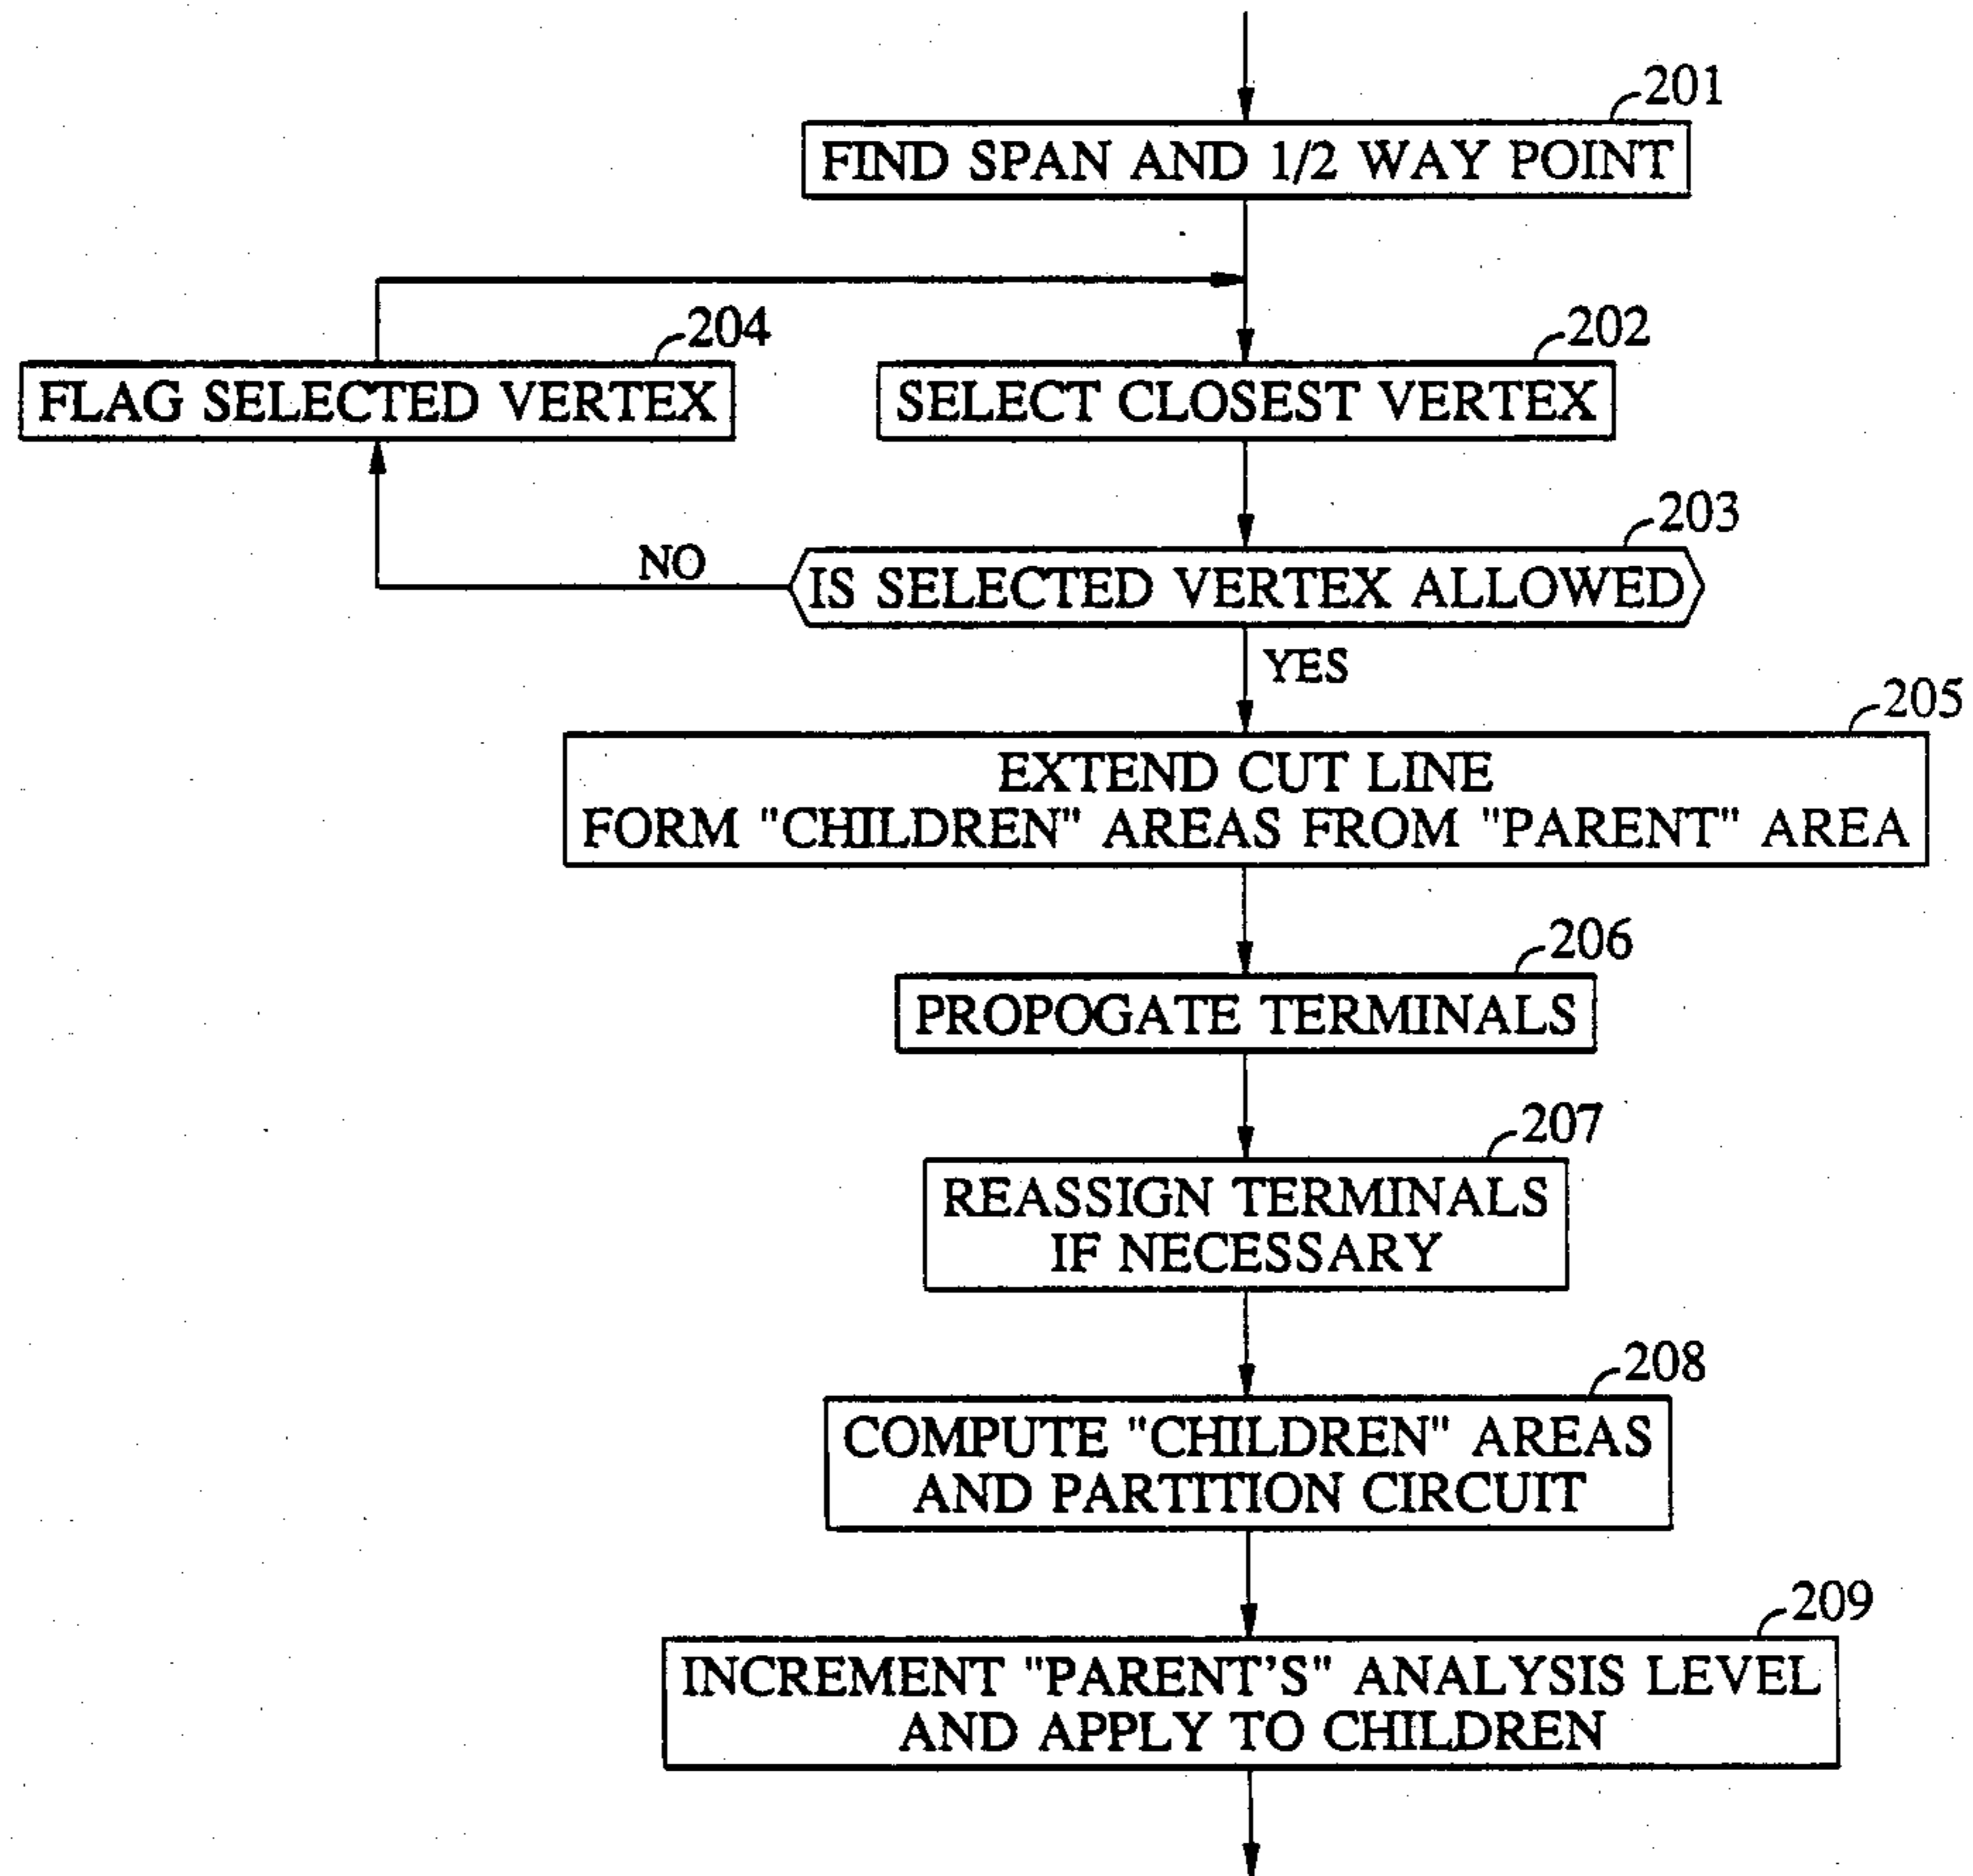 201
FIND SPAN AND 1/2 WAY POINT
204
FLAG SELECTED VERTEX
202
SELECT CLOSEST VERTEX
203
NO
IS SELECTED VERTEX ALLOWED
YES
205
EXTEND CUT LINE
FORM "CHILDREN" AREAS FROM "PARENT" AREA
206
PROPOGATE TERMINALS
207
REASSIGN TERMINALS
IF NECESSARY
208
COMPUTE "CHILDREN" AREAS
AND PARTITION CIRCUIT
209
INCREMENT "PARENT'S" ANALYSIS LEVEL
AND APPLY TO CHILDREN